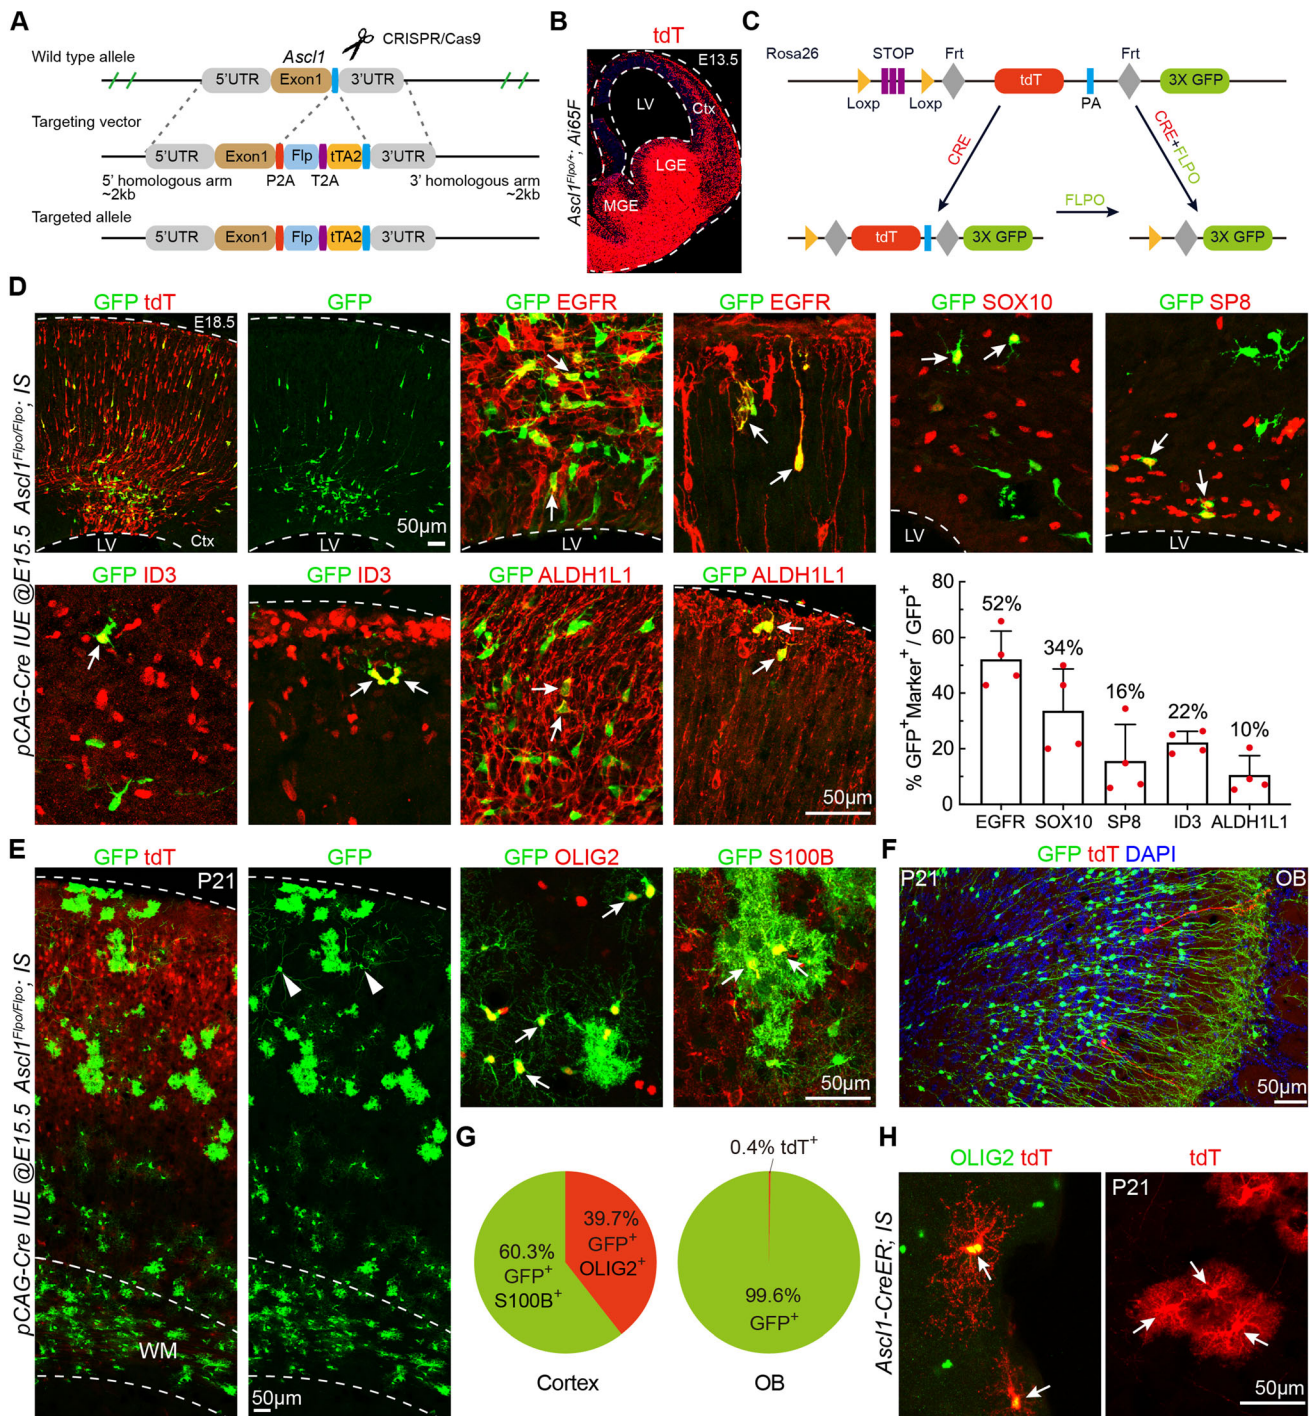 A
Wild type allele
Ascl1
CRISPR/Cas9
5'UTR
Exon1
3'UTR
Targeting vector
5'UTR
Exon1
Flp
tTA2
3'UTR
5' homologous arm
~2kb
P2A
T2A
3' homologous arm
~2kb
Targeted allele
5'UTR
Exon1
Flp
tTA2
3'UTR
B
tdT
E13.5
Ascl1Flpo/+; Ai65F
LV
Ctx
LGE
MGE
C
Rosa26
STOP
Frt
Frt
tdT
3X GFP
Loxp
Loxp
PA
CRE
CRE+FLPO
FLPO
tdT
3X GFP
3X GFP
D
pCAG-Cre IUE @E15.5 Ascl1Flpo/Flpo; IS
GFP tdT
E18.5
LV
Ctx
GFP
50μm
LV
GFP EGFR
LV
GFP EGFR
GFP SOX10
LV
GFP SP8
LV
GFP ID3
GFP ID3
GFP ALDH1L1
GFP ALDH1L1
50μm
% GFP+Marker+ / GFP+
80
60
40
20
0
52%
34%
16%
22%
10%
EGFR
SOX10
SP8
ID3
ALDH1L1
E
pCAG-Cre IUE @E15.5 Ascl1Flpo/Flpo; IS
GFP tdT
P21
WM
GFP
50μm
GFP OLIG2
GFP S100B
50μm
F
GFP tdT DAPI
P21
OB
50μm
G
60.3%
GFP+
S100B+
39.7%
GFP+
OLIG2+
Cortex
0.4% tdT+
99.6%
GFP+
OB
H
Ascl1-CreER; IS
OLIG2 tdT
tdT
P21
50μm